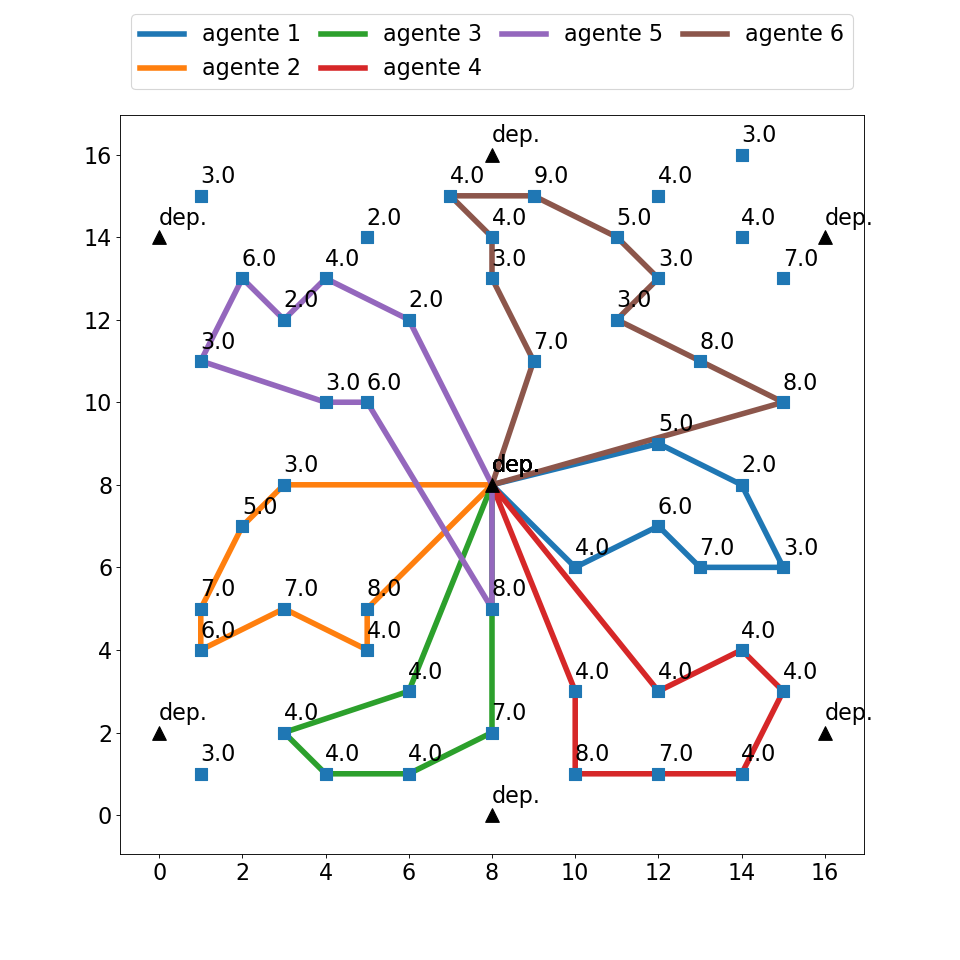 agente 1 agente 3 agente 5 agente 6
agente 2 agente 4
3.0
16 dep.
3.0 4.0 9.0 4.0
dep. 2.0 4.0 5.0 4.0 dep.
14
6.0 4.0 3.0 3.0 7.0
2.0 2.0 3.0
12
3.0 7.0 8.0
3.0 6.0 8.0
10
5.0
3.0 dep. 2.0
8
5.0 6.0
4.0 7.0 3.0
6
7.0 7.0 8.0 8.0
6.0 4.0 4.0
4
4.0 4.0 4.0 4.0
dep. 4.0 7.0 dep.
2
3.0 4.0 4.0 8.0 7.0 4.0
dep.
0
0 2 4 6 8 10 12 14 16